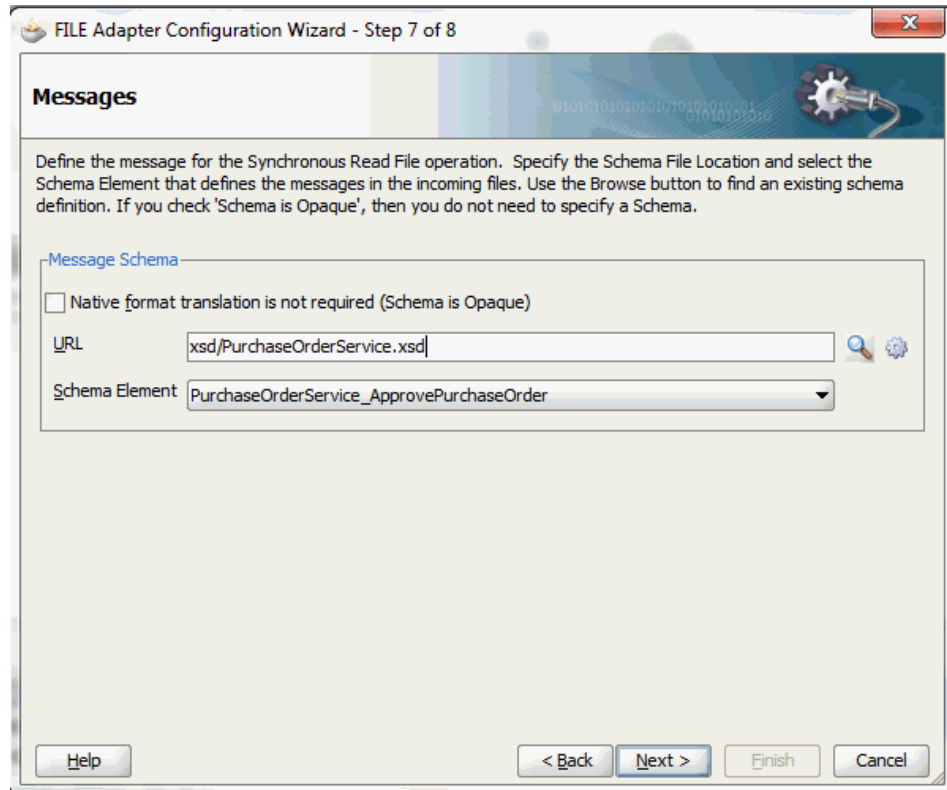 FILE Adapter Configuration Wizard - Step 7 of 8
Messages
Define the message for the Synchronous Read File operation. Specify the Schema File Location and select the
Schema Element that defines the messages in the incoming files. Use the Browse button to find an existing schema
definition. If you check 'Schema is Opaque', then you do not need to specify a Schema.
Message Schema
Native format translation is not required (Schema is Opaque)
URL xsd/PurchaseOrderService.xsd
Schema Element PurchaseOrderService_ApprovePurchaseOrder
Help < Back Next > Finish Cancel